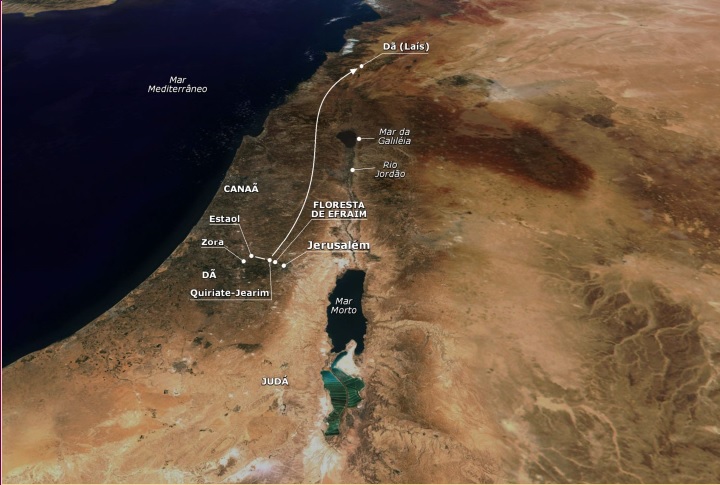 Dã (Laís)
Mar
Mediterrâneo
Mar da
Galiléia
Rio
Jordão
CANAÃ
FLORESTA
DE EFRAIM
Estaol
Zora
Jerusalém
DÃ
Quiriate-Jearim
Mar
Morto
JUDÁ